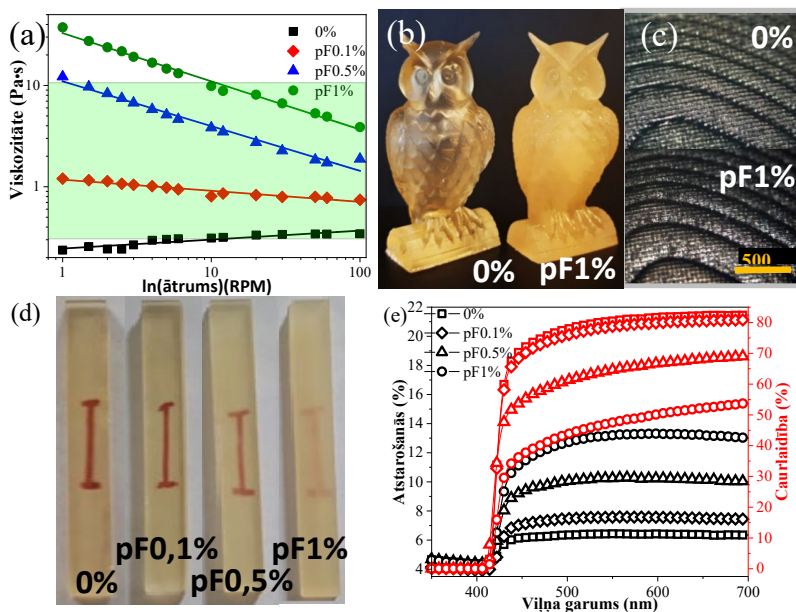 (a)
Viskozitāte (Pa•s)
10
1
0%
pF0.1%
pF0.5%
pF1%
1
10
100
ln(ātrums)(RPM)
(b)
0%
pF1%
(c)
0%
pF1%
500
(d)
0%
pF0,1%
pF0,5%
pF1%
(e)
Atstarošanās (%)
22
20
18
16
14
12
10
8
6
4
0%
pF0.1%
pF0.5%
pF1%
400
500
600
700
Viļņa garums (nm)
80
70
60
50
40
30
20
10
0
Caurlaidība (%)